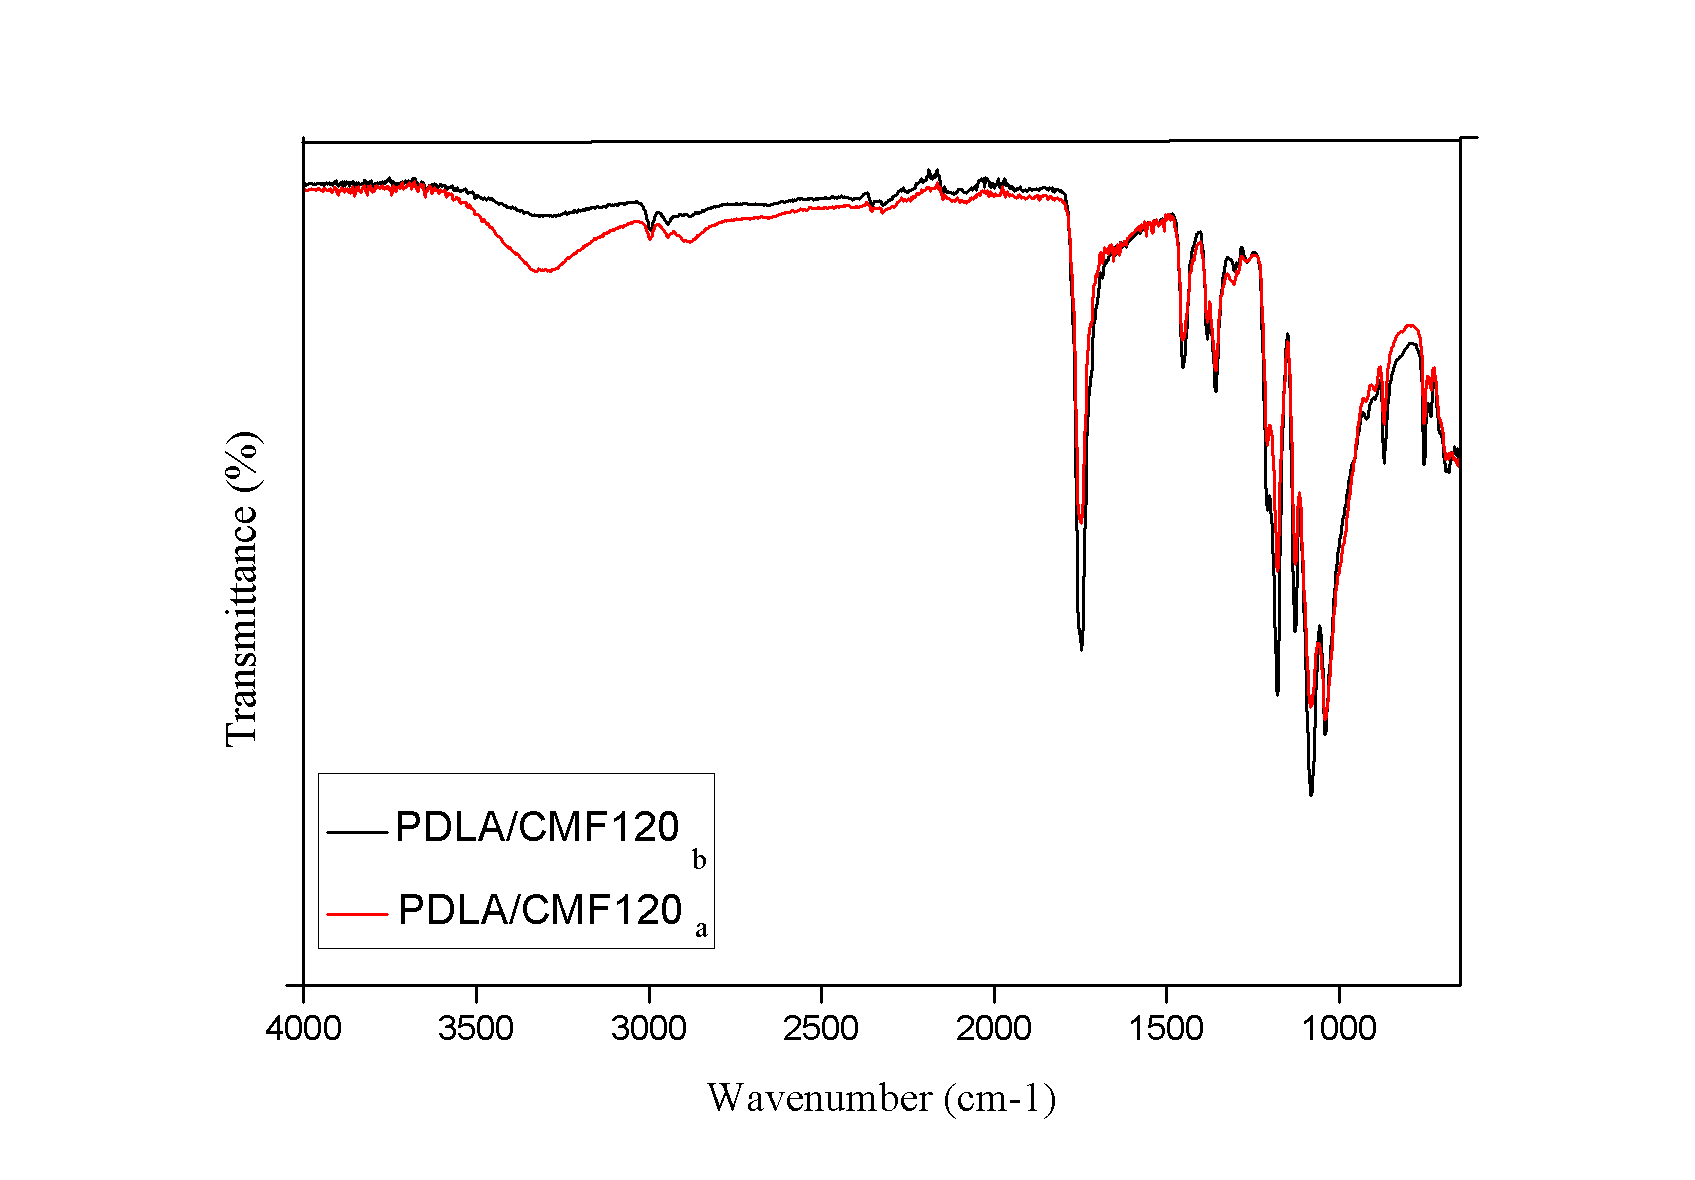 Transmittance (%)
PDLA/CMF120 b
PDLA/CMF120 a
4000 3500 3000 2500 2000 1500 1000
Wavenumber (cm-1)